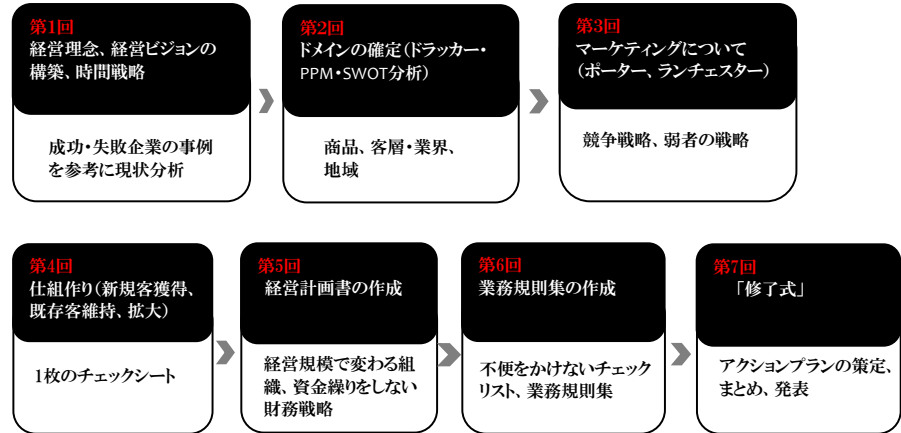 第1回
経営理念、経営ビジョンの
構築、時間戦略
成功・失敗企業の事例
を参考に現状分析
第2回
ドメインの確定(ドラッカー・
PPM・SWOT分析)
商品、客層・業界、
地域
第3回
マーケティングについて
(ポーター、ランチェスター)
競争戦略、弱者の戦略
第4回
仕組作り(新規客獲得、
既存客維持、拡大)
1枚のチェックシート
第5回
経営計画書の作成
経営規模で変わる組
織、資金繰りをしない
財務戦略
第6回
業務規則集の作成
不便をかけないチェック
リスト、業務規則集
第7回
「修了式」
アクションプランの策定、
まとめ、発表